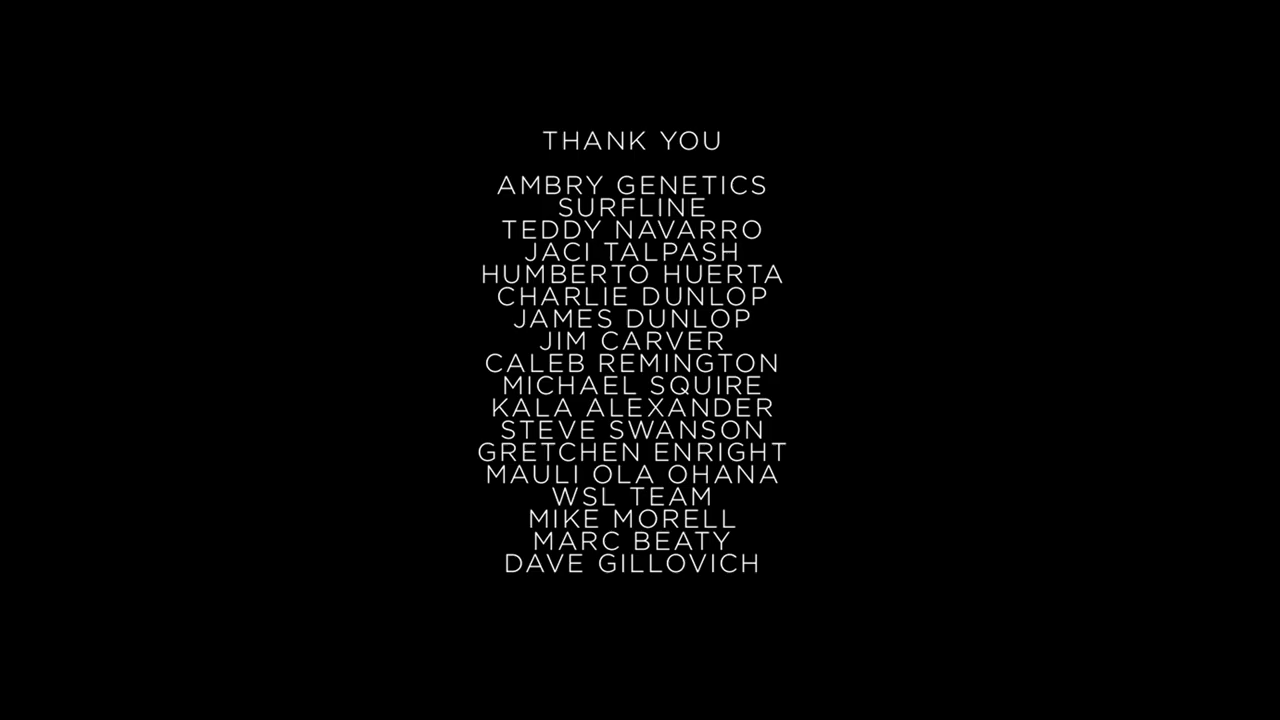 THANK YOU
AMBRY GENETICS
SURFLINE
TEDDY NAVARRO
JACI TALPASH
HUMBERTO HUERTA
CHARLIE DUNLOP
JAMES DUNLOP
JIM CARVER
CALEB REMINGTON
MICHAEL SQUIRE
KALA ALEXANDER
STEVE SWANSON
GRETCHEN ENRIGHT
MAULI OLA OHANA
WSL TEAM
MIKE MORELL
MARC BEATY
DAVE GILLOVICH